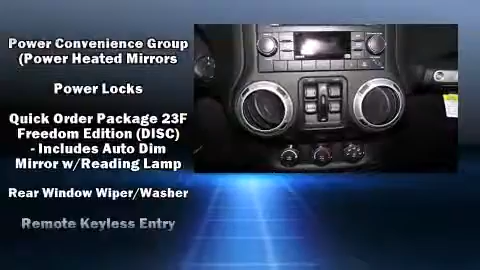 Power Convenience Group
(Power Heated Mirrors
Power Locks
Quick Order Package 23F
Freedom Edition (DISC)
- Includes Auto Dim
Mirror w/Reading Lamp
Rear Window Wiper/Washer
Remote Keyless Entry